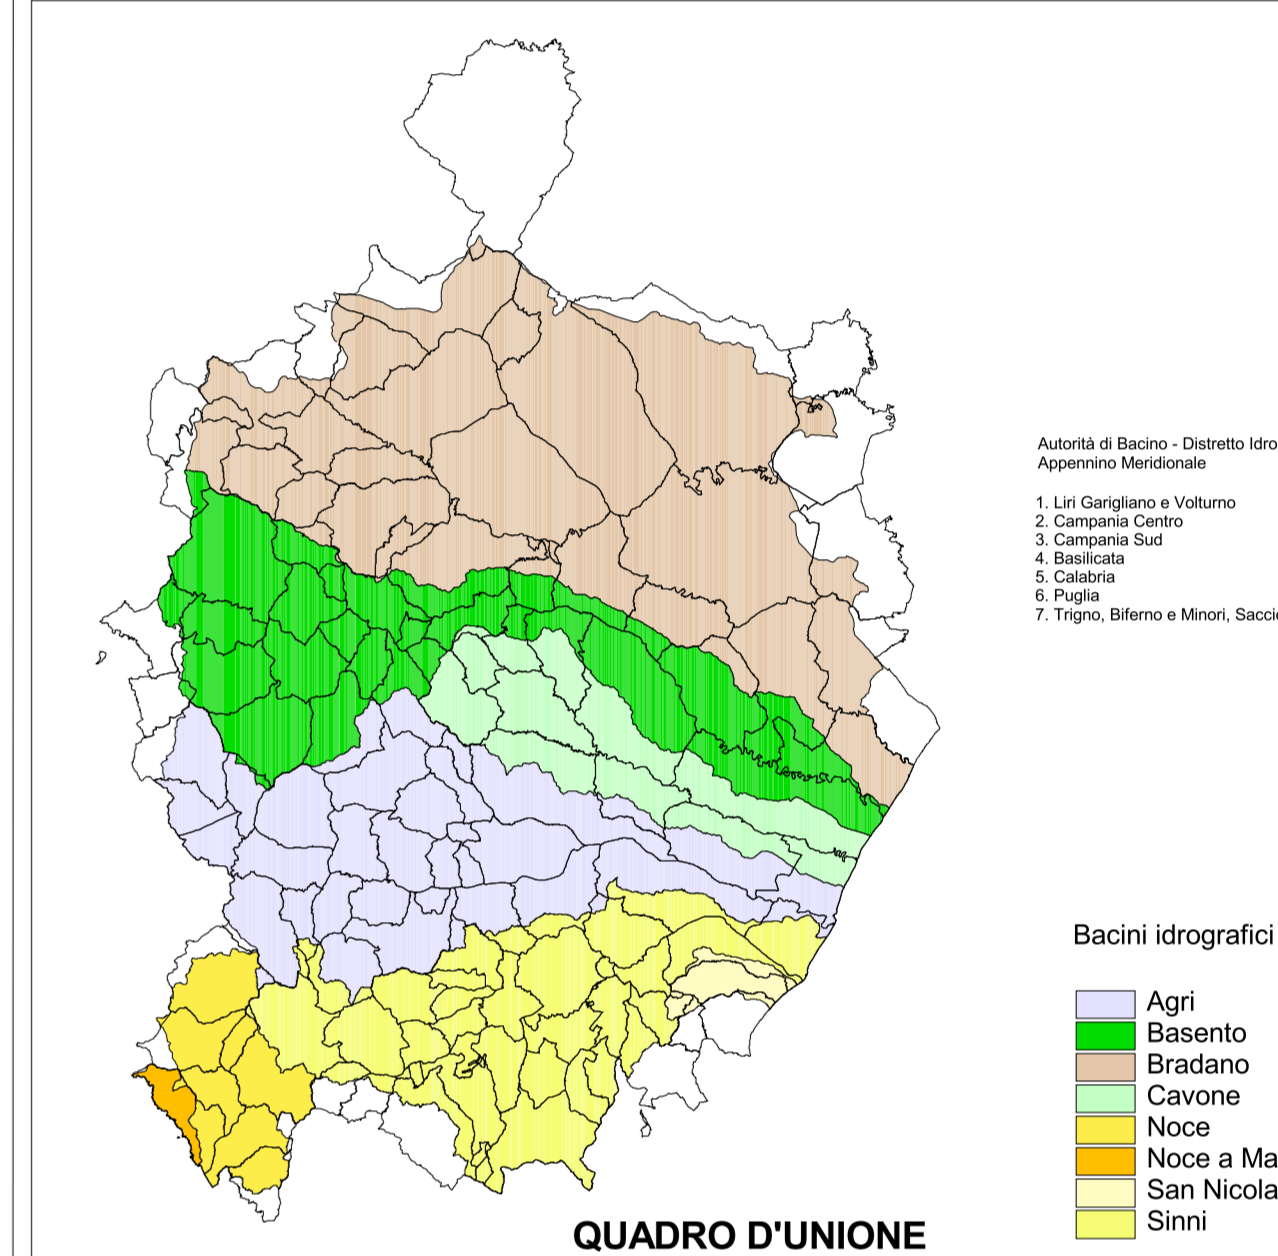 Autorità di Bacino - Distretto Idro
Appennino Meridionale
1. Liri Garigliano e Volturno
2. Campania Centro
3. Campania Sud
4. Basilicata
5. Calabria
6. Puglia
7. Trigno, Biferno e Minori, Sacci
Bacini idrografici
Agri
Basento
Bradano
Cavone
Noce
Noce a Ma
San Nicola
Sinni
QUADRO D'UNIONE